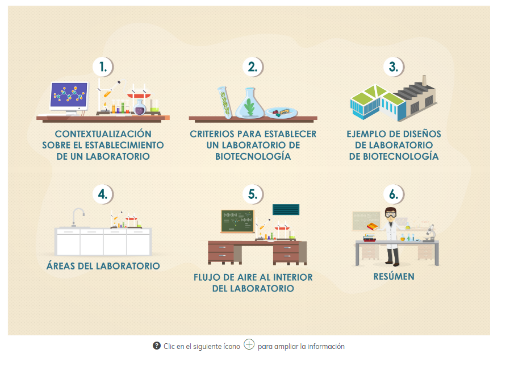 1.
CONTEXTUALIZACIÓN
SOBRE EL ESTABLECIMIENTO
DE UN LABORATORIO
2.
CRITERIOS PARA ESTABLECER
UN LABORATORIO DE
BIOTECNOLOGÍA
3.
EJEMPLO DE DISEÑOS
DE LABORATORIO
DE BIOTECNOLOGÍA
4.
ÁREAS DEL LABORATORIO
5.
FLUJO DE AIRE AL INTERIOR
DEL LABORATORIO
6.
RESÚMEN
? Clic en el siguiente ícono + para ampliar la información